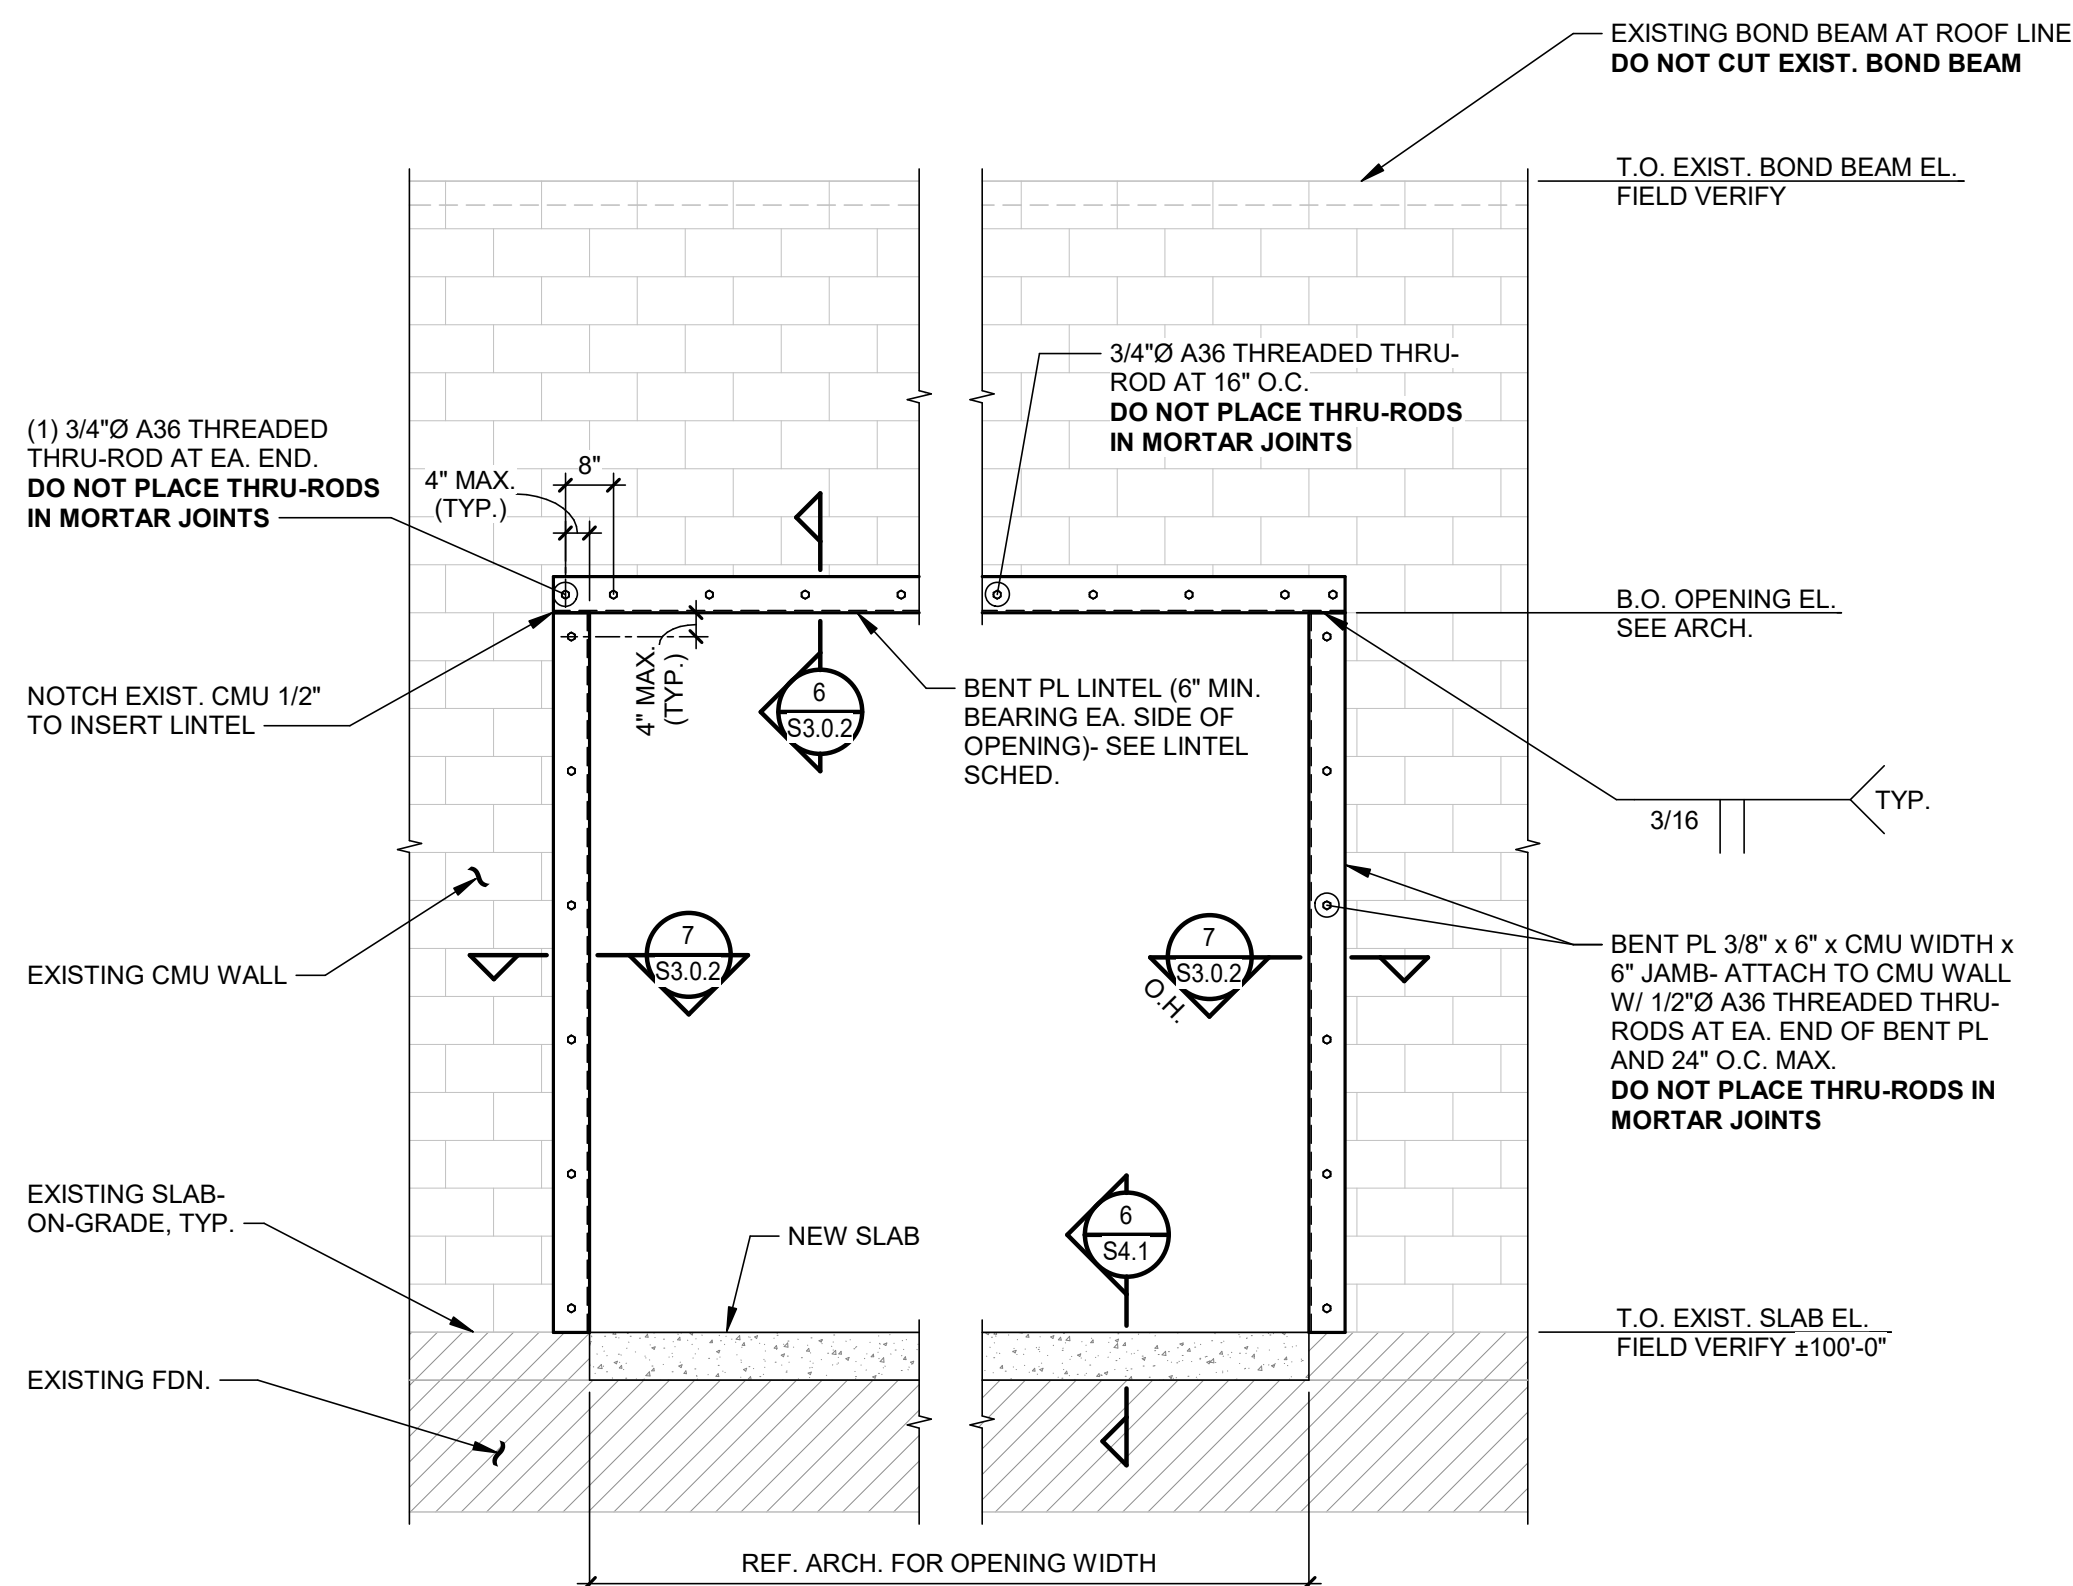 EXISTING BOND BEAM AT ROOF LINE
DO NOT CUT EXIST. BOND BEAM
T.O. EXIST. BOND BEAM EL.
FIELD VERIFY
3/4"Ø A36 THREADED THRU-
ROD AT 16" O.C.
DO NOT PLACE THRU-RODS
IN MORTAR JOINTS
(1) 3/4"Ø A36 THREADED
THRU-ROD AT EA. END.
DO NOT PLACE THRU-RODS
IN MORTAR JOINTS
4" MAX.
(TYP.)
8"
B.O. OPENING EL.
SEE ARCH.
4" MAX.
(TYP.)
NOTCH EXIST. CMU 1/2"
TO INSERT LINTEL
6
S3.0.2
BENT PL LINTEL (6" MIN.
BEARING EA. SIDE OF
OPENING)- SEE LINTEL
SCHED.
3/16
TYP.
EXISTING CMU WALL
7
S3.0.2
7
S3.0.2
O.H.
BENT PL 3/8" x 6" x CMU WIDTH x
6" JAMB- ATTACH TO CMU WALL
W/ 1/2"Ø A36 THREADED THRU-
RODS AT EA. END OF BENT PL
AND 24" O.C. MAX.
DO NOT PLACE THRU-RODS IN
MORTAR JOINTS
EXISTING SLAB-
ON-GRADE, TYP.
NEW SLAB
6
S4.1
T.O. EXIST. SLAB EL.
FIELD VERIFY ±100'-0"
EXISTING FDN.
REF. ARCH. FOR OPENING WIDTH